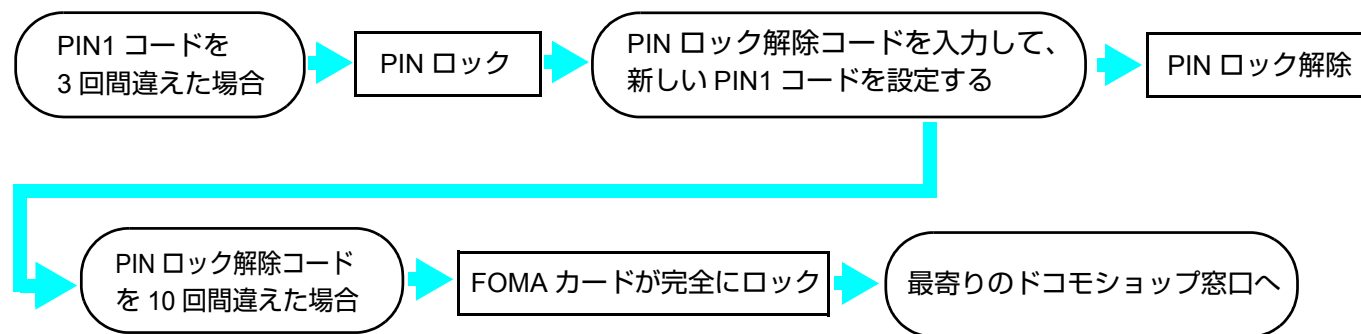 PIN1 コードを
3 回間違えた場合
PIN ロック
PIN ロック解除コードを入力して、
新しい PIN1 コードを設定する
PIN ロック解除
PIN ロック解除コード
を 10 回間違えた場合
FOMA カードが完全にロック
最寄りのドコモショップ窓口へ